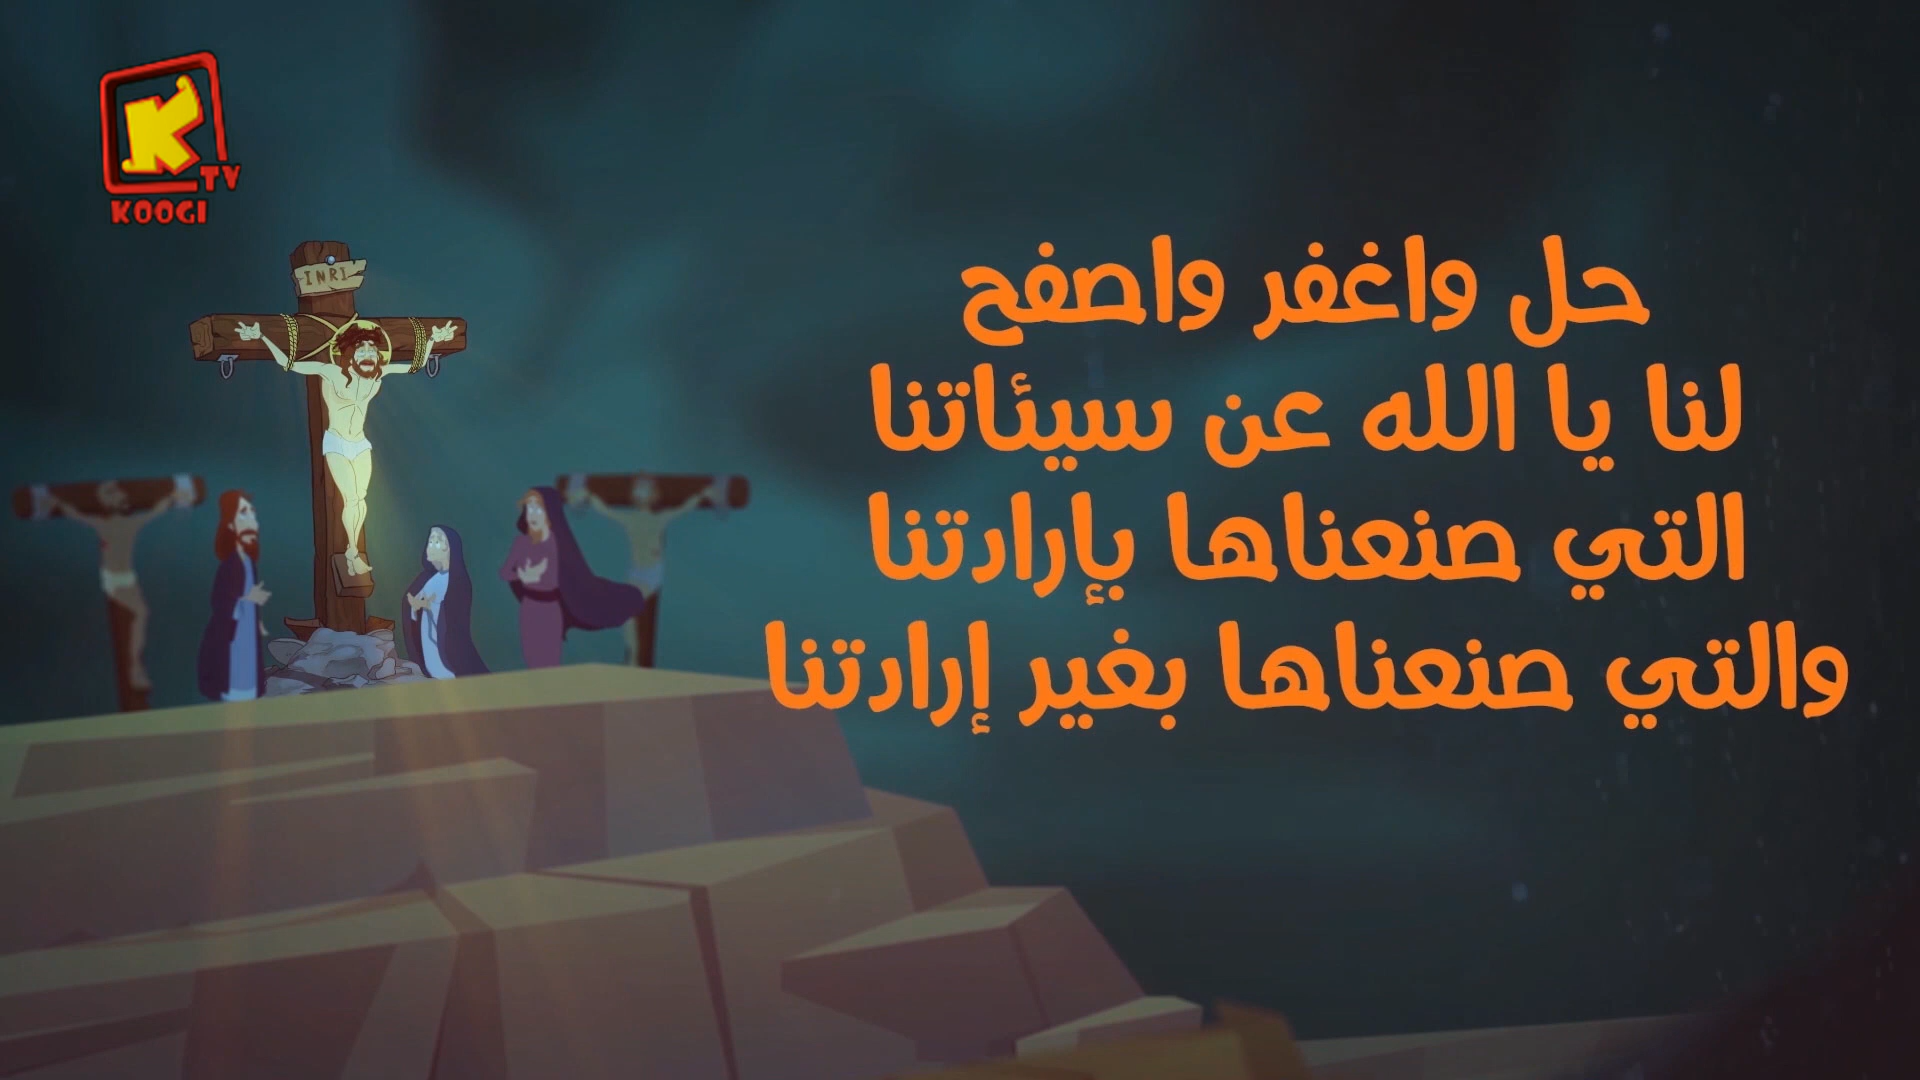 K
TV
KOOGI
INRI
حل واغفر واصفح
لنا يا الله عن سيئاتنا
التي صنعناها بإرادتنا
والتي صنعناها بغير إرادتنا